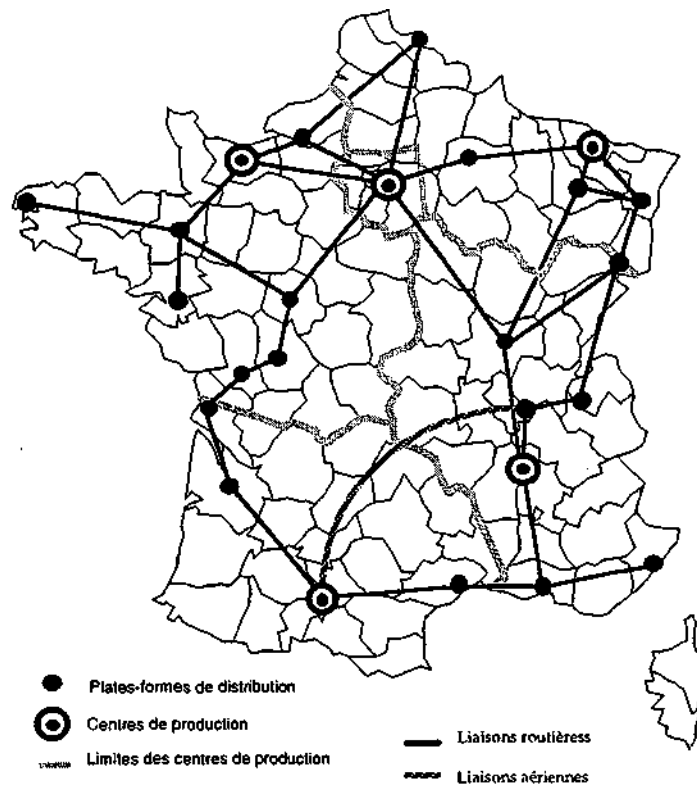 Plates-formes de distribution
Centres de production
Limites des centres de production
Liaisons routièress
Liaisons aériennes